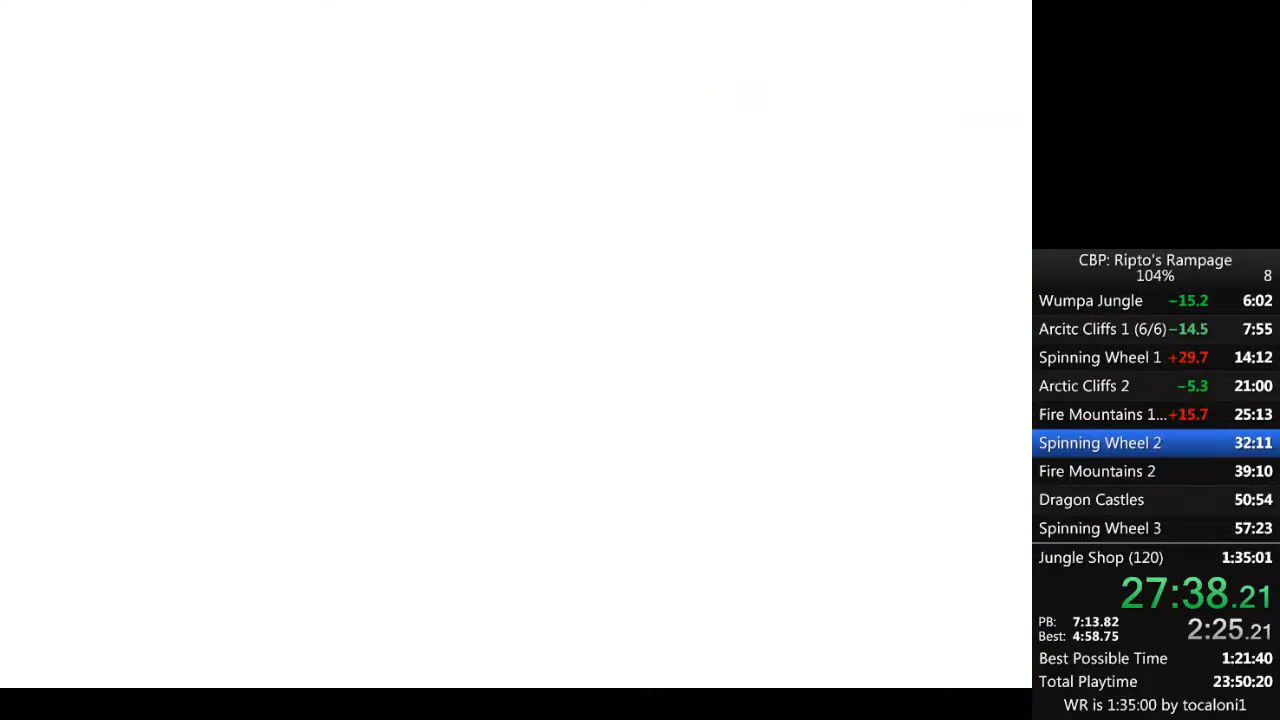 CBP: Ripto's Rampage
104% 8
Wumpa Jungle −15.2 6:02
Arcitc Cliffs 1 (6/6) −14.5 7:55
Spinning Wheel 1 +29.7 14:12
Arctic Cliffs 2 −5.3 21:00
Fire Mountains 1... +15.7 25:13
Spinning Wheel 2 32:11
Fire Mountains 2 39:10
Dragon Castles 50:54
Spinning Wheel 3 57:23
Jungle Shop (120) 1:35:01
27:38.21
PB: 7:13.82
Best: 4:58.75
2:25.21
Best Possible Time 1:21:40
Total Playtime 23:50:20
WR is 1:35:00 by tocaloni1